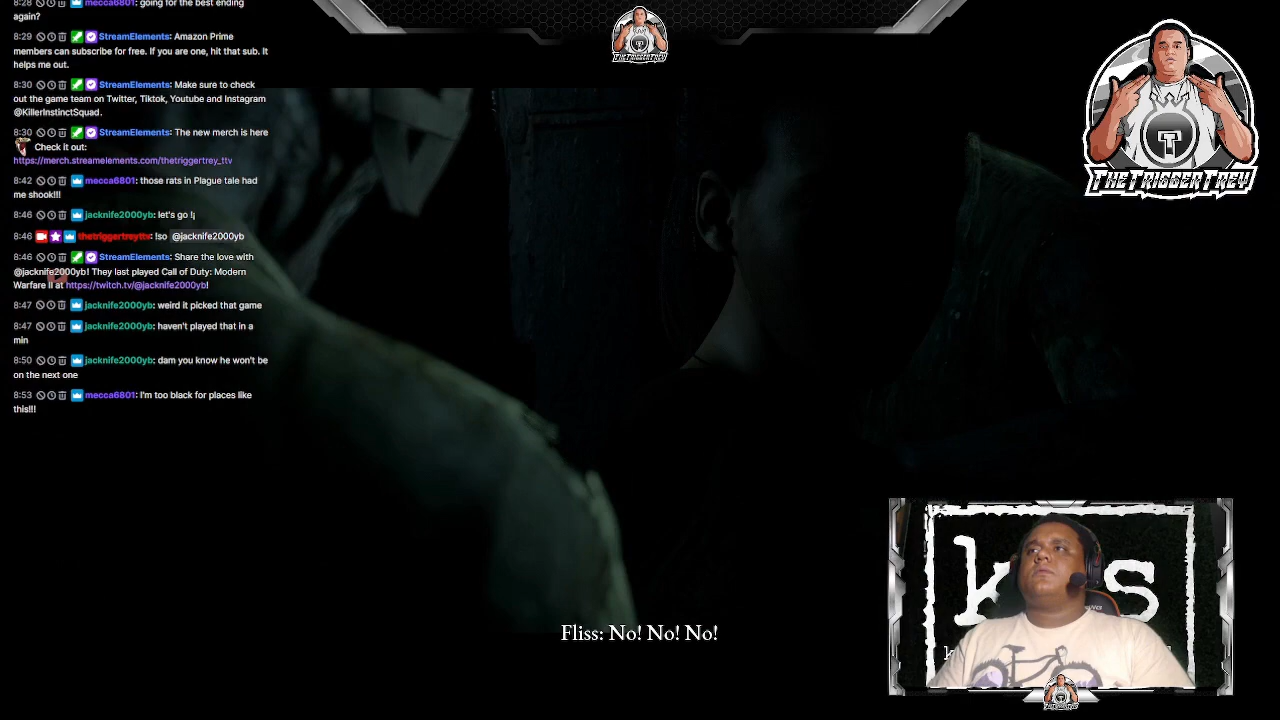 8:28 mecca6801: going for the best ending
again?
8:29 StreamElements: Amazon Prime
members can subscribe for free. If you are one, hit that sub. It
helps me out.
8:30 StreamElements: Make sure to check
out the game team on Twitter, Tiktok, Youtube and Instagram
@KillerInstinctSquad.
8:30 StreamElements: The new merch is here
Check it out:
https://merch.streamelements.com/thetriggertrey_ttv
8:42 mecca6801: those rats in Plague tale had
me shook!!!
8:46 jacknife2000yb: let's go !¡
8:46 thetriggertreyttv: !so @jacknife2000yb
8:46 StreamElements: Share the love with
@jacknife2000yb! They last played Call of Duty: Modern
Warfare II at https://twitch.tv/@jacknife2000yb!
8:47 jacknife2000yb: weird it picked that game
8:47 jacknife2000yb: haven't played that in a
min
8:50 jacknife2000yb: dam you know he won't be
on the next one
8:53 mecca6801: I'm too black for places like
this!!!
THETRIGGERTREY
T
THETRIGGERTREY
Fliss: No! No! No!
k s
k